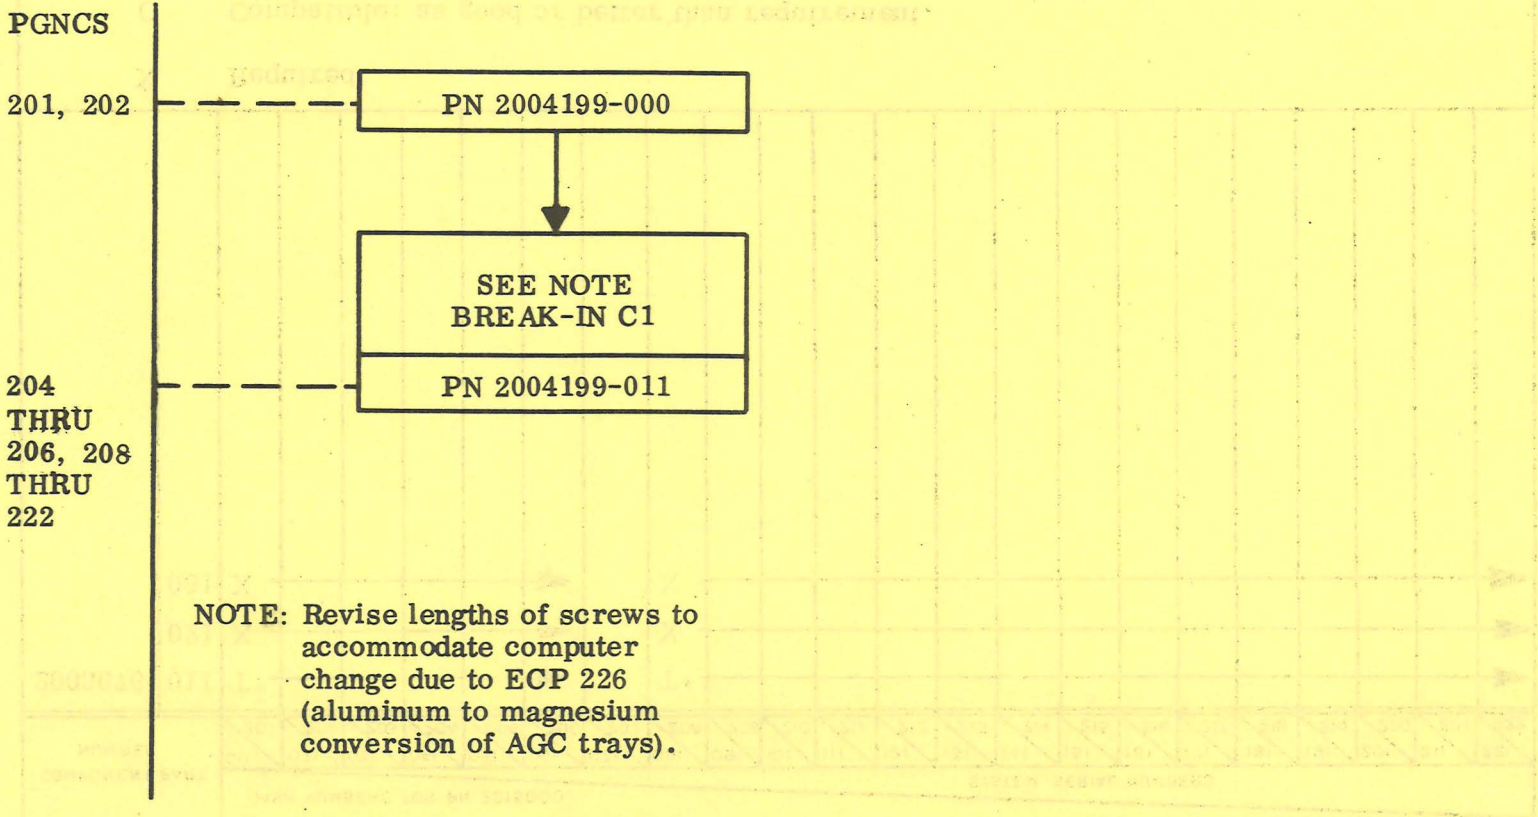 PGNCS
201, 202
PN 2004199-000
SEE NOTE
BREAK-IN C1
204
THRU
206, 208
THRU
222
PN 2004199-011
NOTE: Revise lengths of screws to
accommodate computer
change due to ECP 226
(aluminum to magnesium
conversion of AGC trays).